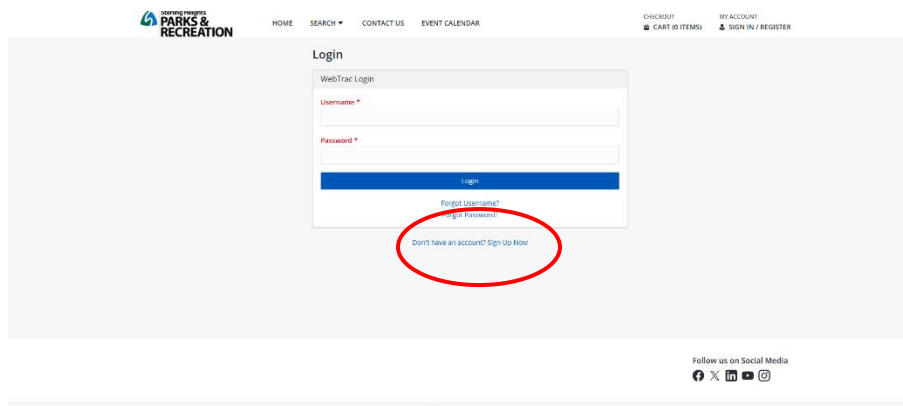 Sterling Heights
PARKS &
RECREATION
HOME SEARCH CONTACT US EVENT CALENDAR
CHECKOUT
CART (0 ITEMS)
MY ACCOUNT
SIGN IN / REGISTER
Login
WebTrac Login
Username *
Password *
Login
Forgot Username?
Forgot Password?
Don't have an account? Sign Up Now
Follow us on Social Media